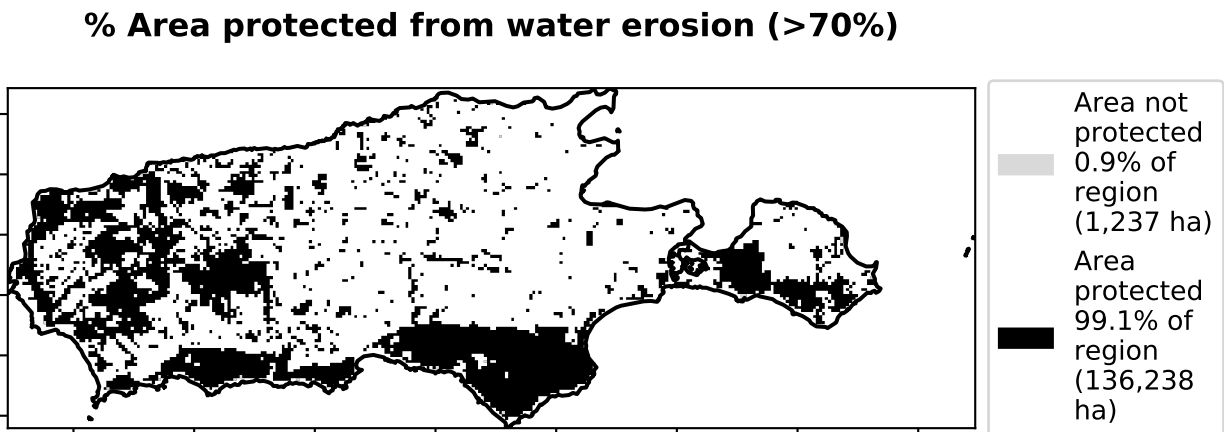 % Area protected from water erosion (>70%)
Area not
protected
0.9% of
region
(1,237 ha)
Area
protected
99.1% of
region
(136,238
ha)